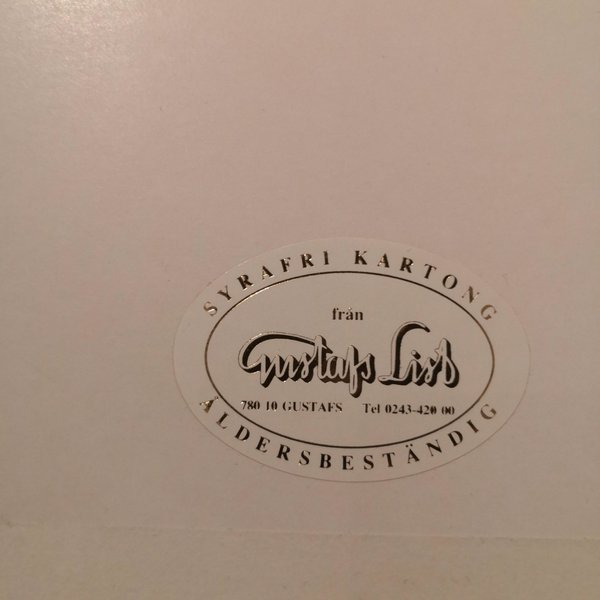 SYRAFRI KARTONG
från
Gustafs List
780 10 GUSTAFS Tel 0243-420 00
ÅLDERSBESTÄNDIG